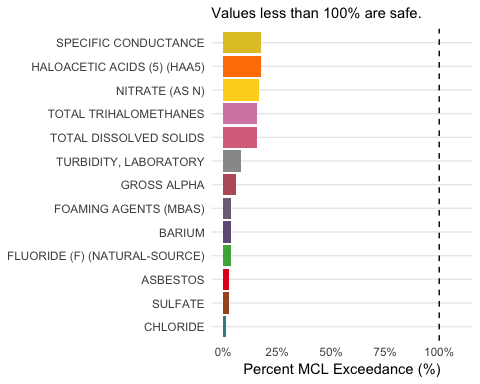 Values less than 100% are safe.
SPECIFIC CONDUCTANCE
HALOACETIC ACIDS (5) (HAA5)
NITRATE (AS N)
TOTAL TRIHALOMETHANES
TOTAL DISSOLVED SOLIDS
TURBIDITY, LABORATORY
GROSS ALPHA
FOAMING AGENTS (MBAS)
BARIUM
FLUORIDE (F) (NATURAL-SOURCE)
ASBESTOS
SULFATE
CHLORIDE
0% 25% 50% 75% 100%
Percent MCL Exceedance (%)